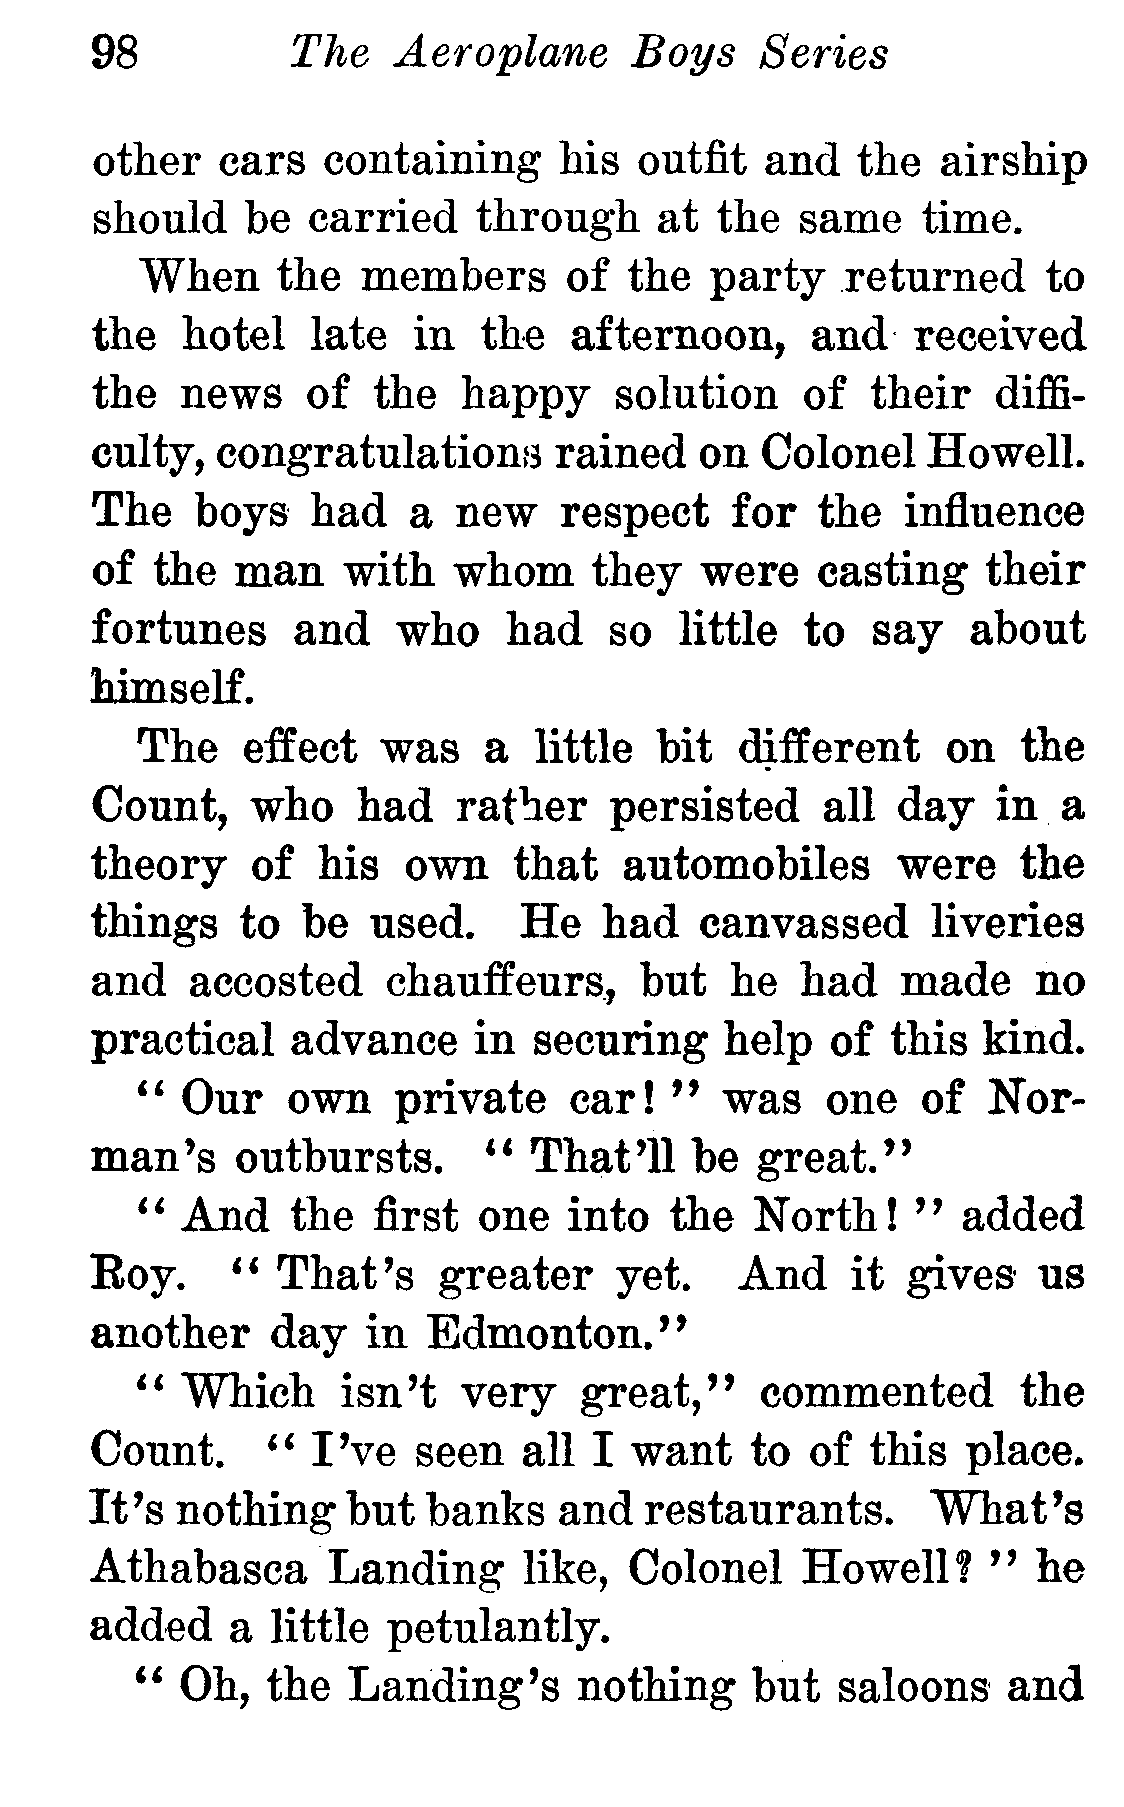 98 The Aeroplane Boys Series
other cars containing his outfit and the airship
should be carried through at the same time.
When the members of the party returned to
the hotel late in the afternoon, and received
the news of the happy solution of their diffi-
culty, congratulations rained on Colonel Howell.
The boys had a new respect for the influence
of the man with whom they were casting their
fortunes and who had so little to say about
himself.
The effect was a little bit different on the
Count, who had rather persisted all day in a
theory of his own that automobiles were the
things to be used. He had canvassed liveries
and accosted chauffeurs, but he had made no
practical advance in securing help of this kind.
“ Our own private car! ” was one of Nor-
man’s outbursts. “ That’ll be great.”
“ And the first one into the North! ” added
Roy. “ That’s greater yet. And it gives us
another day in Edmonton.”
“ Which isn’t very great,” commented the
Count. “ I’ve seen all I want to of this place.
It’s nothing but banks and restaurants. What’s
Athabasca Landing like, Colonel Howell? ” he
added a little petulantly.
“ Oh, the Landing’s nothing but saloons and